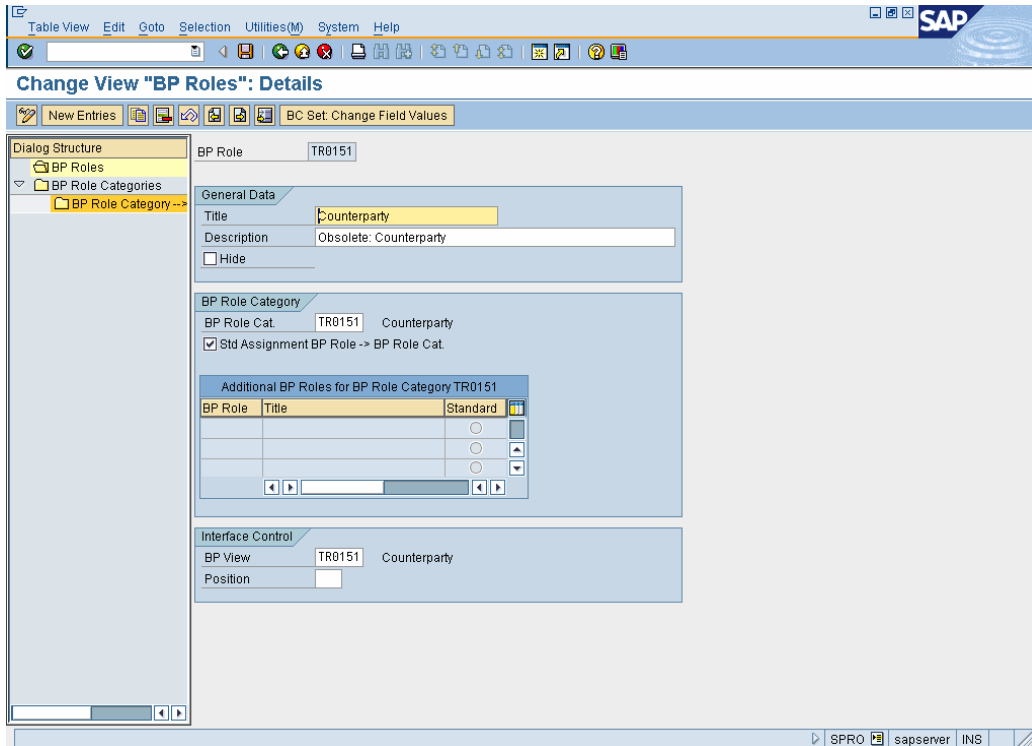 Table View Edit Goto Selection Utilities(M) System Help
SAP
Change View "BP Roles": Details
New Entries BC Set: Change Field Values
Dialog Structure
BP Roles
BP Role Categories
BP Role Category -->
BP Role TR0151
General Data
Title Counterparty
Description Obsolete: Counterparty
Hide
BP Role Category
BP Role Cat. TR0151 Counterparty
Std Assignment BP Role -> BP Role Cat.
Additional BP Roles for BP Role Category TR0151
BP Role Title Standard
Interface Control
BP View TR0151 Counterparty
Position
SPRO sapserver INS